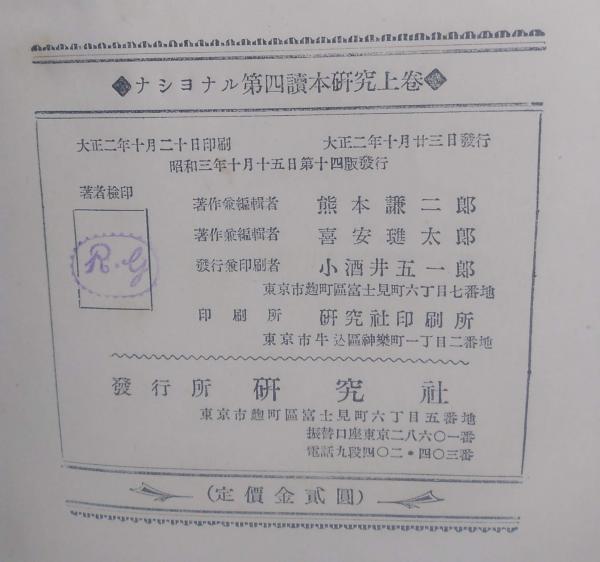 ナシヨナル第四讀本硏究上卷
大正二年十月二十日印刷
大正二年十月廿三日發行
昭和三年十月十五日第十四版發行
著者檢印
R.G
著作兼編輯者 熊本謙二郎
著作兼編輯者 喜安璡太郎
發行兼印刷者 小酒井五一郎
東京市麴町區富士見町六丁目七番地
印刷所 硏究社印刷所
東京市牛込區神樂町一丁目二番地
發行所 硏究社
東京市麴町區富士見町六丁目五番地
振替口座東京二八六〇一番
電話九段四〇二・四〇三番
(定價金貳圓)